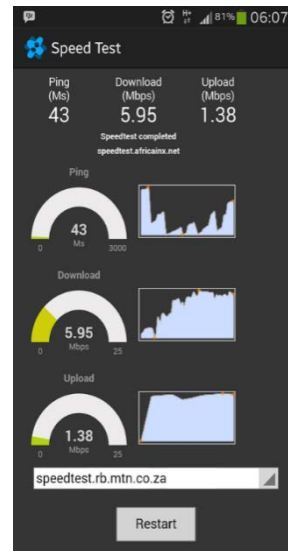 H+ 81% 06:07
Speed Test
Ping Download Upload
(Ms) (Mbps) (Mbps)
43 5.95 1.38
Speedtest completed
speedtest.africainx.net
Ping
43
0 Ms 3000
Download
5.95
0 Mbps 25
Upload
1.38
0 Mbps 25
speedtest.rb.mtn.co.za
Restart